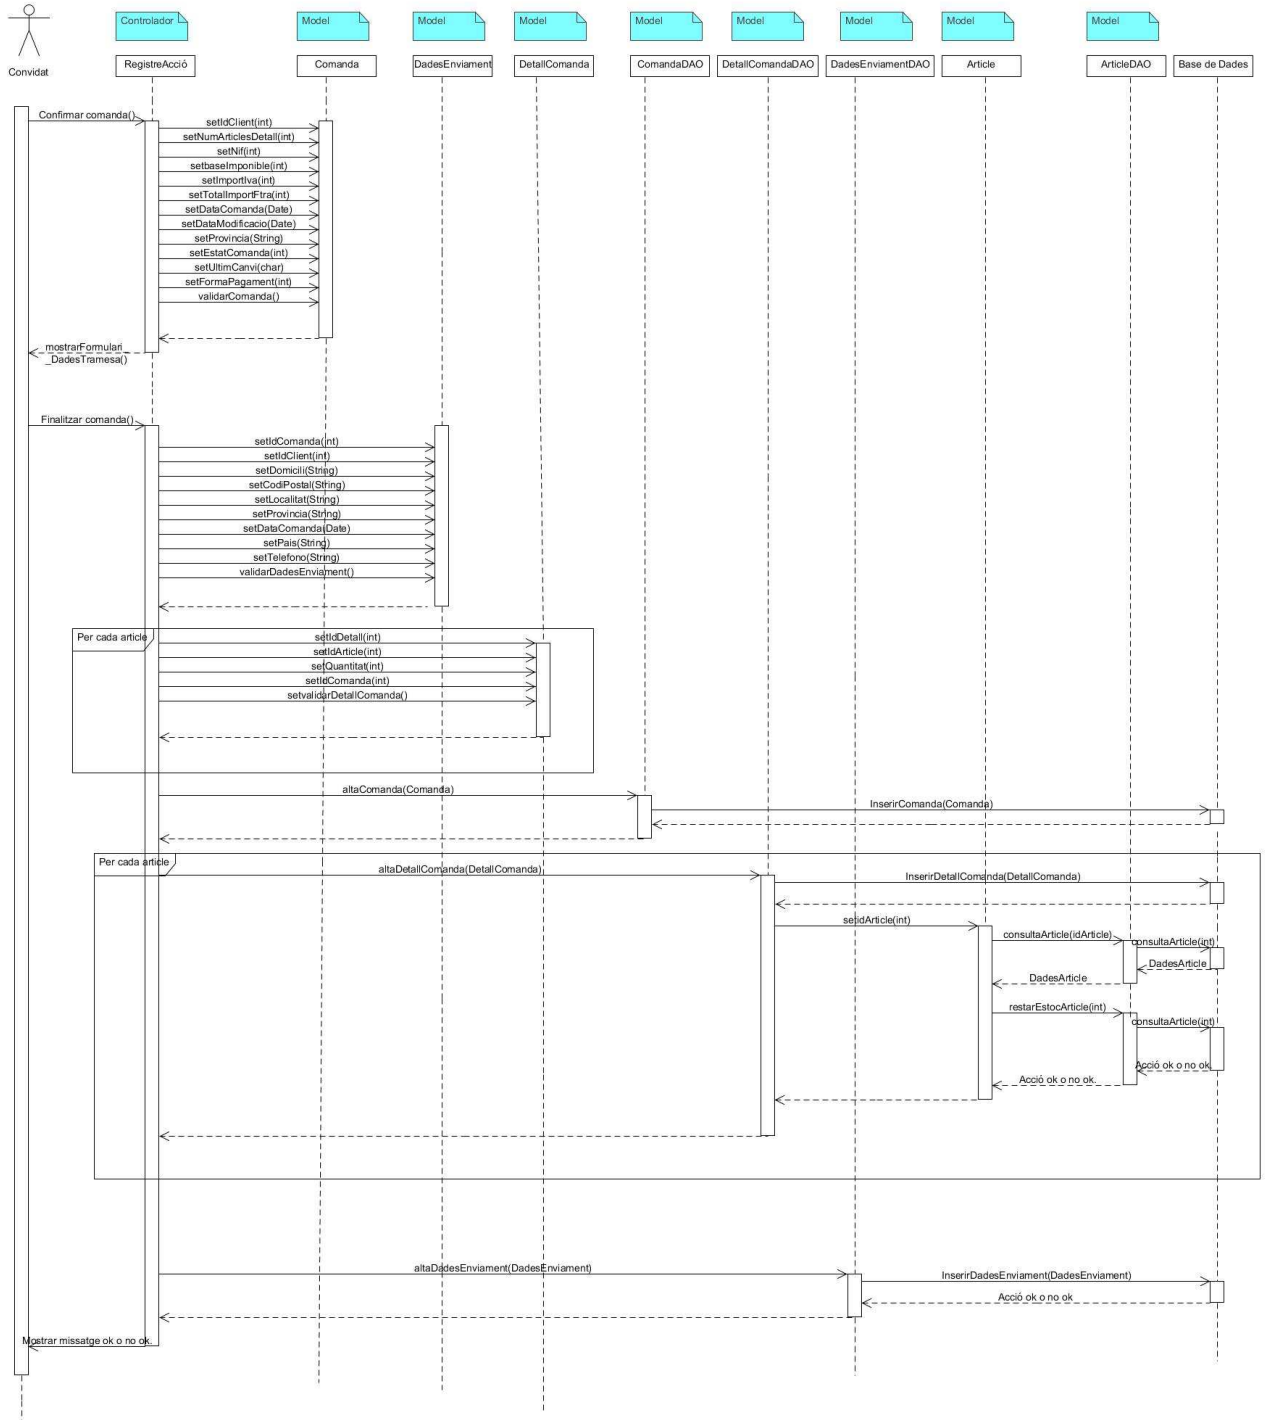 Controlador
Model
Model
Model
Model
Model
Model
Model
Model
Convidat
RegistreAcció
Comanda
DadesEnviament
DetallComanda
ComandaDAO
DetallComandaDAO
DadesEnviamentDAO
Article
ArticleDAO
Base de Dades
Confirmar comanda()
setIdClient(int)
setNumArticlesDetall(int)
setNif(int)
setbaseImponible(int)
setImportIva(int)
setTotalImportFtra(int)
setDataComanda(Date)
setDataModificacio(Date)
setProvincia(String)
setEstatComanda(int)
setUltimCanvi(char)
setFormaPagament(int)
validarComanda()
mostrarFormulari
_DadesTramesa()
Finalitzar comanda()
setIdComanda(int)
setIdClient(int)
setDomicili(String)
setCodiPostal(String)
setLocalitat(String)
setProvincia(String)
setDataComanda(Date)
setPais(String)
setTelefono(String)
validarDadesEnviament()
Per cada article
setIdDetall(int)
setIdArticle(int)
setQuantitat(int)
setIdComanda(int)
setvalidarDetallComanda()
altaComanda(Comanda)
InserirComanda(Comanda)
Per cada article
altaDetallComanda(DetallComanda)
InserirDetallComanda(DetallComanda)
setidArticle(int)
consultaArticle(idArticle)
consultaArticle(int)
DadesArticle
DadesArticle
restarEstocArticle(int)
consultaArticle(int)
Acció ok o no ok.
Acció ok o no ok.
altaDadesEnviament(DadesEnviament)
InserirDadesEnviament(DadesEnviament)
Acció ok o no ok
Mostrar missatge ok o no ok.